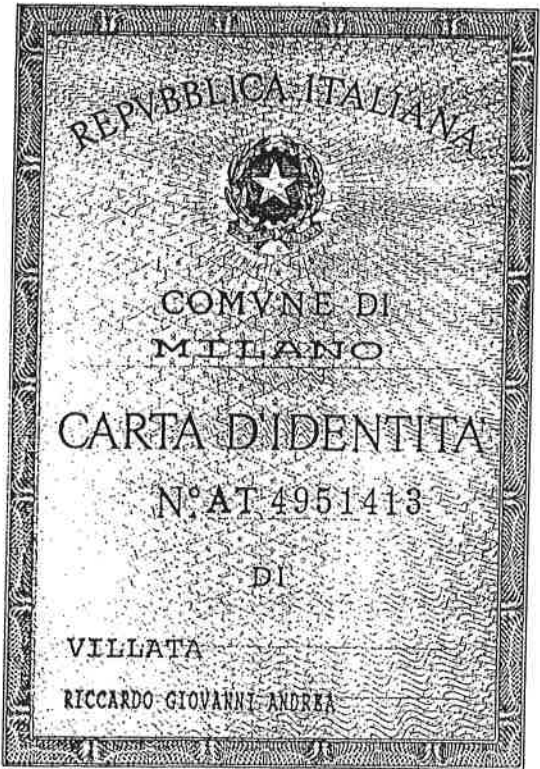 REPVBBLICA ITALIANA
COMVNE DI
MILANO
CARTA D'IDENTITA'
N° AT 4951413
DI
VILLATA
RICCARDO GIOVANNI ANDREA